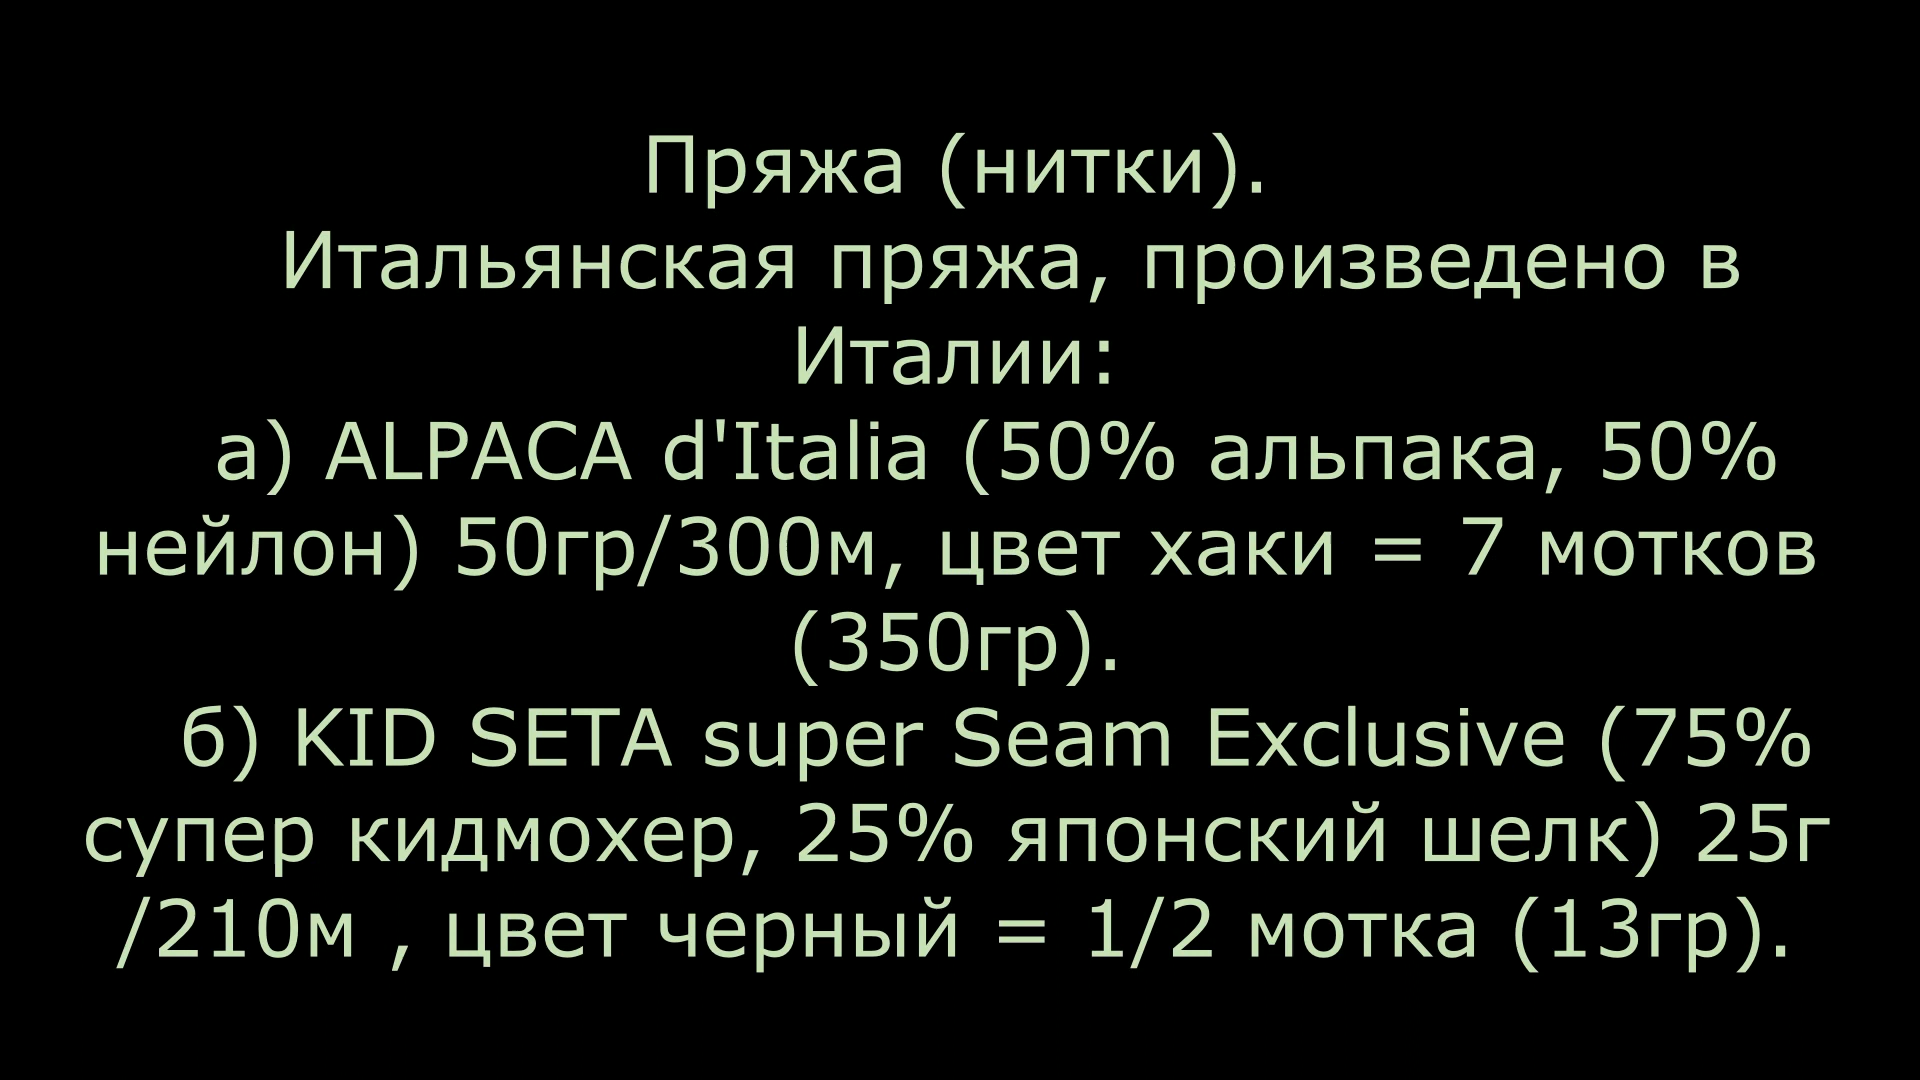 Пряжа (нитки).
Итальянская пряжа, произведено в
Италии:
а) ALPACA d'Italia (50% альпака, 50%
нейлон) 50гр/300м, цвет хаки = 7 мотков
(350гр).
б) KID SETA super Seam Exclusive (75%
супер кидмохер, 25% японский шелк) 25г
/210м , цвет черный = 1/2 мотка (13гр).